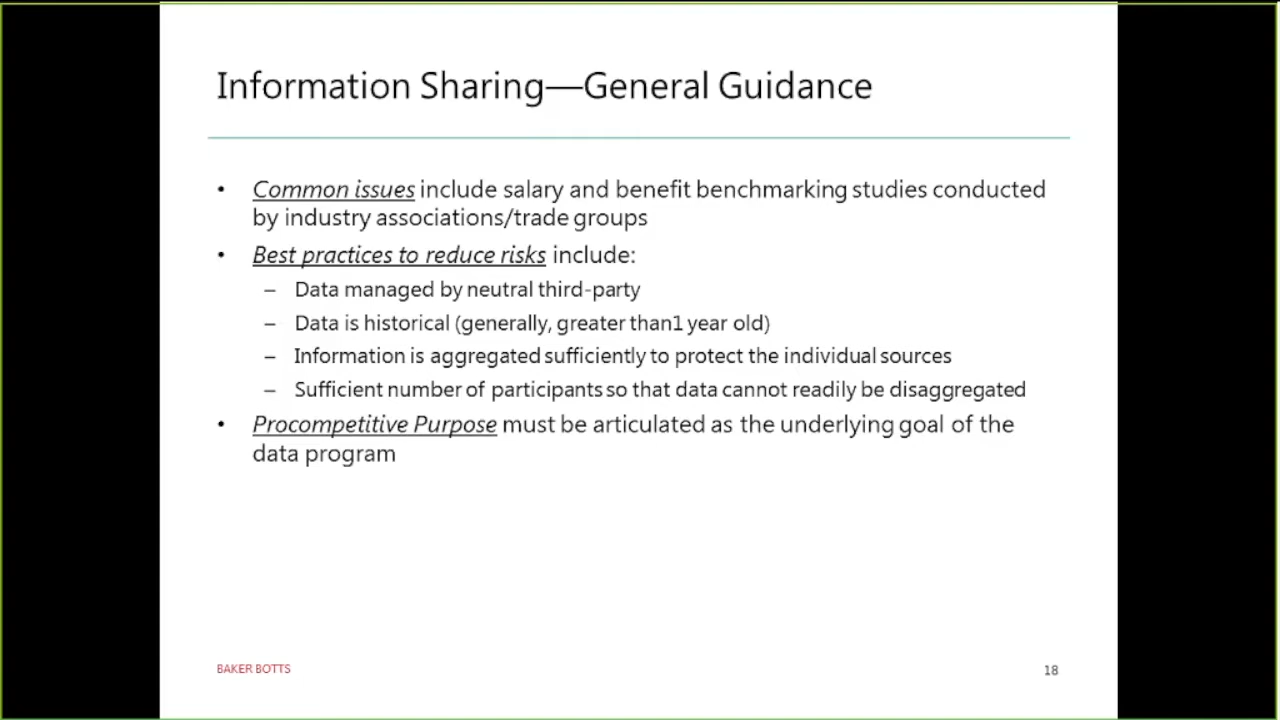 Information Sharing—General Guidance
• Common issues include salary and benefit benchmarking studies conducted
by industry associations/trade groups
• Best practices to reduce risks include:
– Data managed by neutral third-party
– Data is historical (generally, greater than1 year old)
– Information is aggregated sufficiently to protect the individual sources
– Sufficient number of participants so that data cannot readily be disaggregated
• Procompetitive Purpose must be articulated as the underlying goal of the
data program
BAKER BOTTS
18